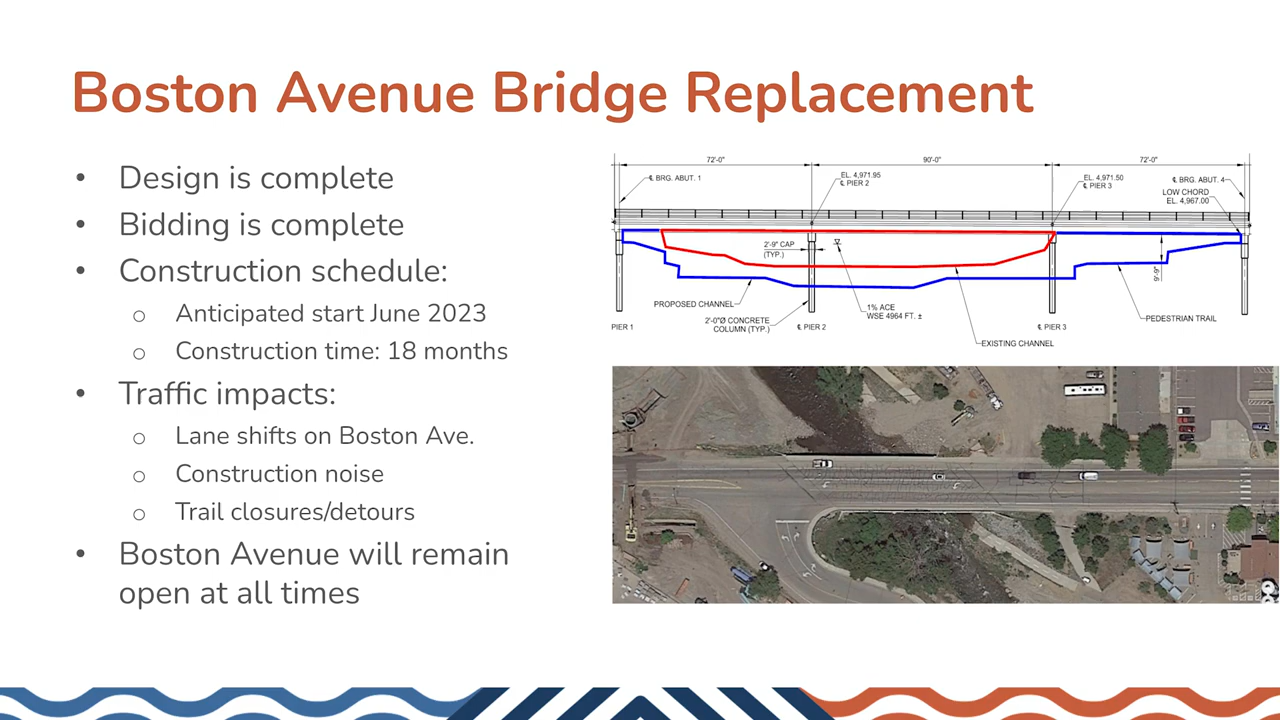 Boston Avenue Bridge Replacement
• Design is complete
• Bidding is complete
• Construction schedule:
o Anticipated start June 2023
o Construction time: 18 months
• Traffic impacts:
o Lane shifts on Boston Ave.
o Construction noise
o Trail closures/detours
• Boston Avenue will remain
open at all times
72'-0"
90'-0"
72'-0"
℄ BRG. ABUT. 1
EL. 4,971.95
℄ PIER 2
EL. 4,971.50
℄ PIER 3
℄ BRG. ABUT. 4
LOW CHORD
EL. 4,967.00
2'-9" CAP
(TYP.)
9'-9"
PROPOSED CHANNEL
2'-0"Ø CONCRETE
COLUMN (TYP.)
1% ACE
WSE 4964 FT. ±
PEDESTRIAN TRAIL
PIER 1
℄ PIER 2
℄ PIER 3
EXISTING CHANNEL